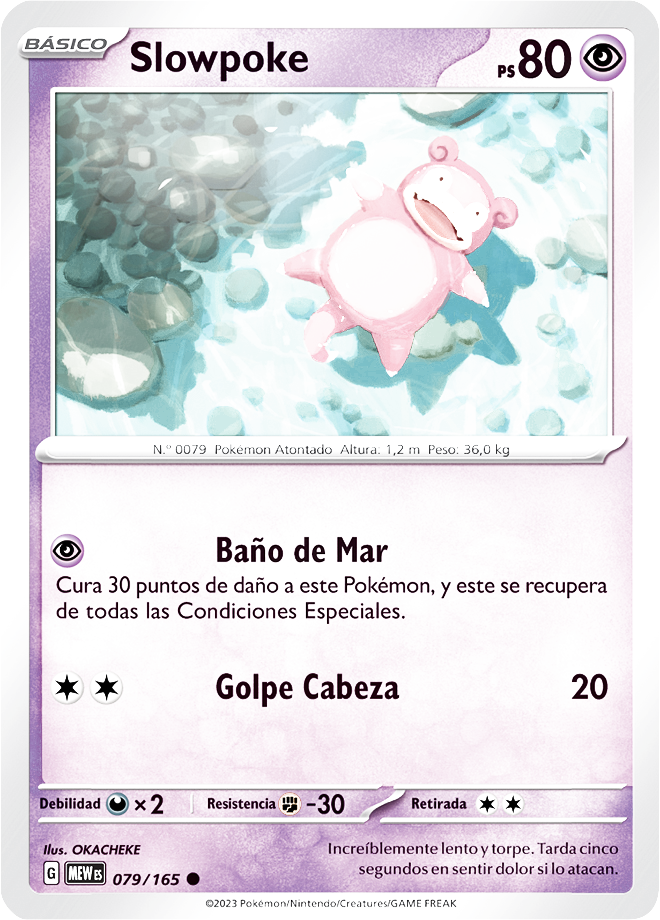 BÁSICO
Slowpoke
PS 80
N.º 0079 Pokémon Atontado Altura: 1,2 m Peso: 36,0 kg
Baño de Mar
Cura 30 puntos de daño a este Pokémon, y este se recupera
de todas las Condiciones Especiales.
Golpe Cabeza 20
Debilidad ×2 Resistencia -30 Retirada
Ilus. OKACHEKE
Increíblemente lento y torpe. Tarda cinco
segundos en sentir dolor si lo atacan.
G MEW ES 079/165
©2023 Pokémon/Nintendo/Creatures/GAME FREAK